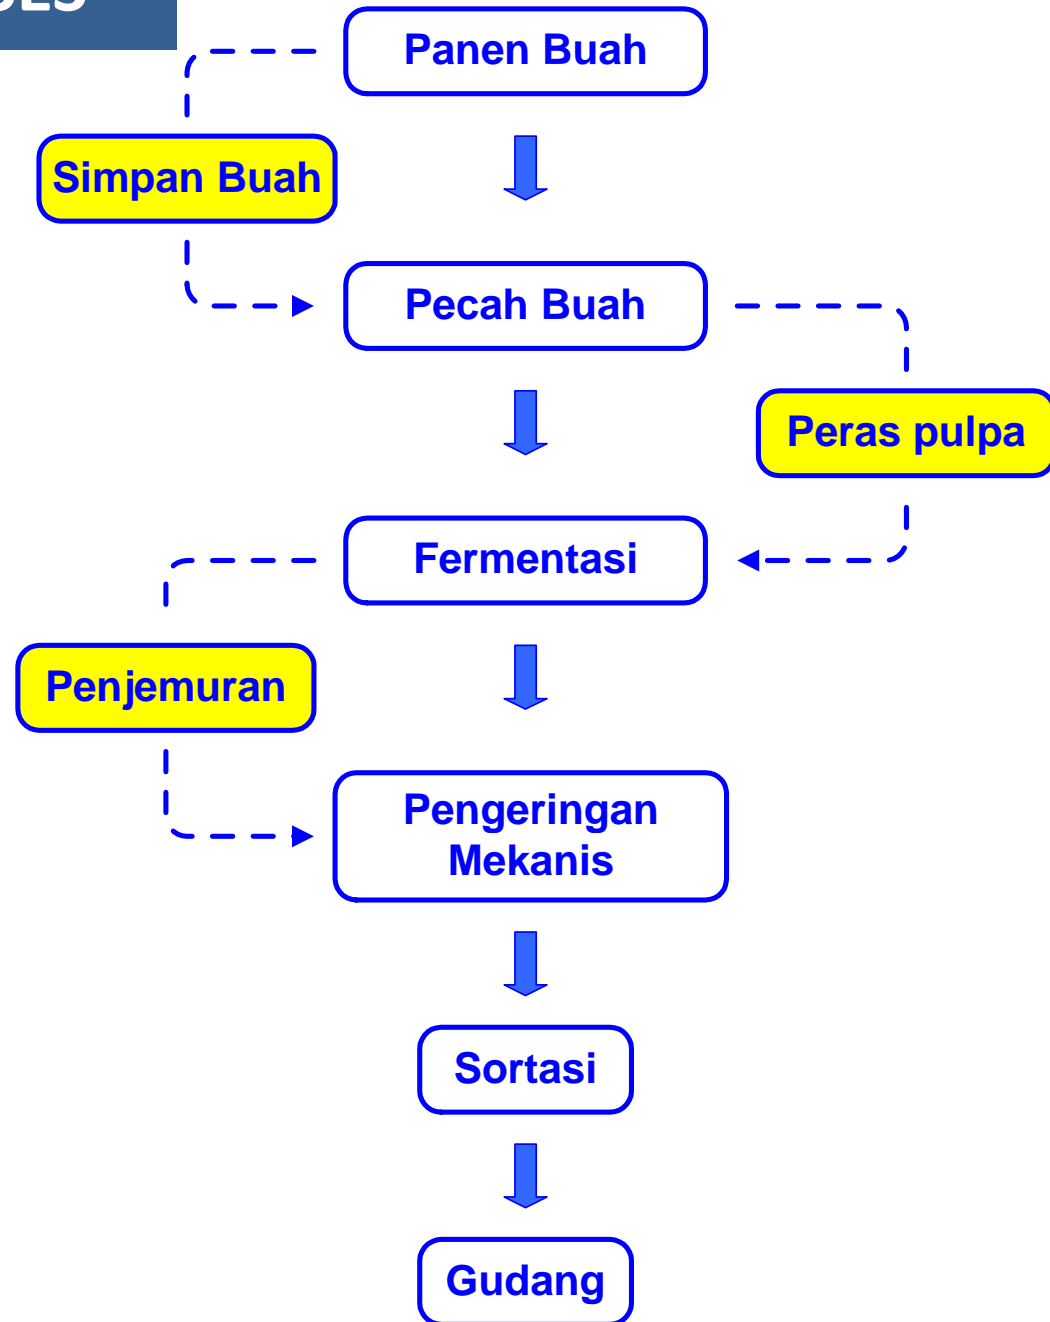 Panen Buah
Simpan Buah
Pecah Buah
Peras pulpa
Fermentasi
Penjemuran
Pengeringan
Mekanis
Sortasi
Gudang